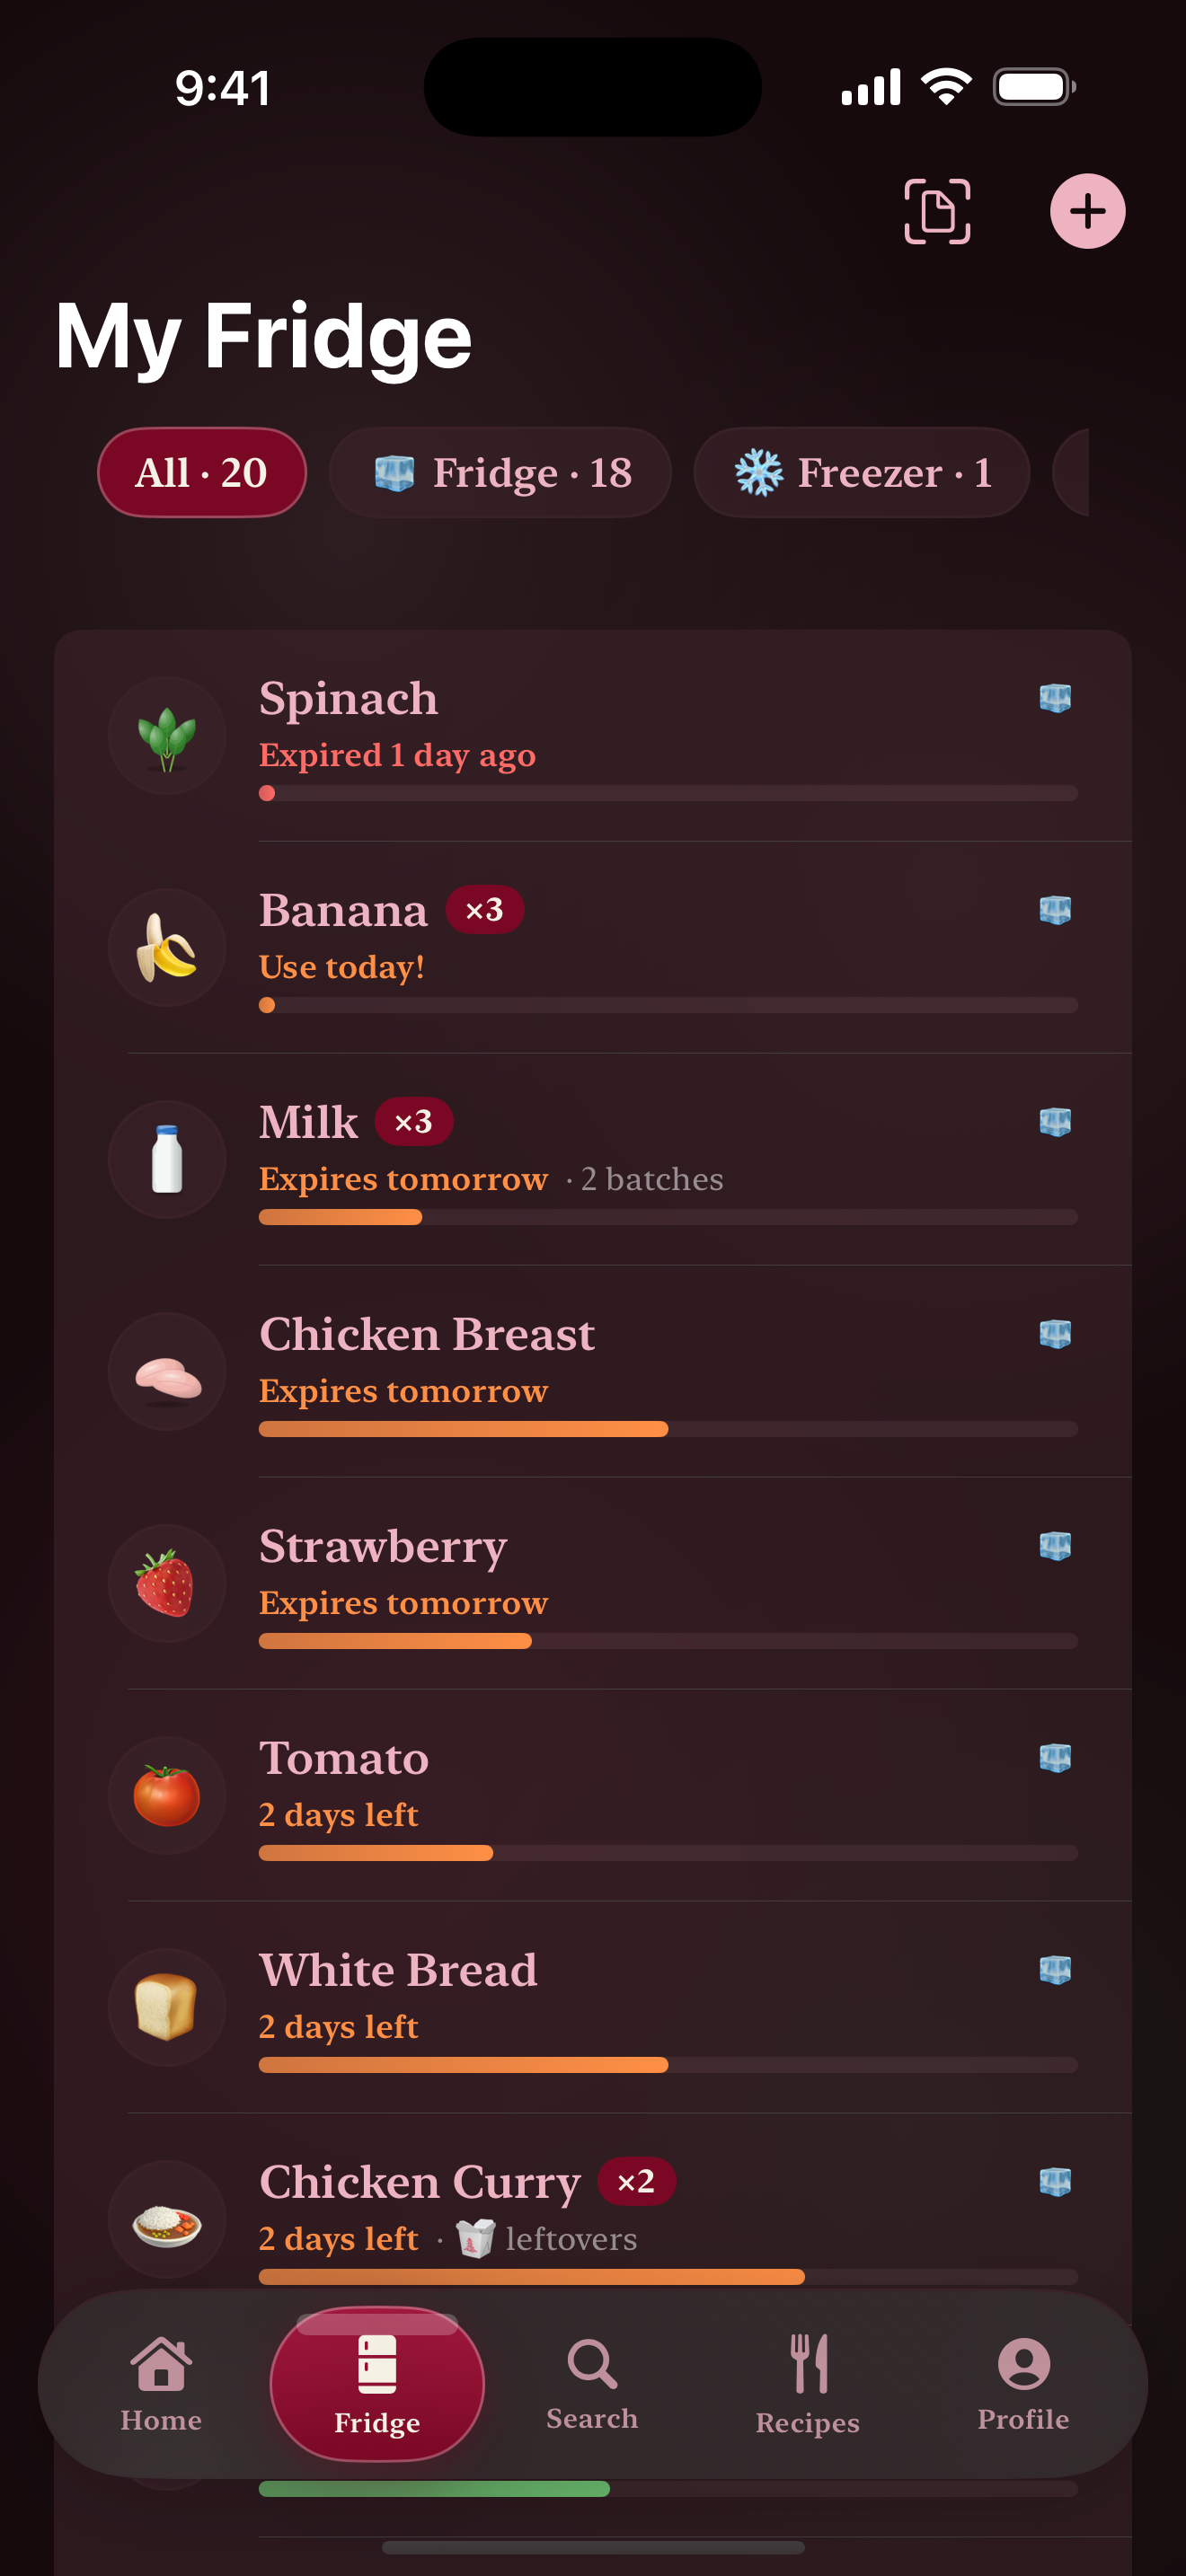 9:41
My Fridge
All · 20
Fridge · 18
Freezer · 1
Spinach
Expired 1 day ago
Banana ×3
Use today!
Milk ×3
Expires tomorrow · 2 batches
Chicken Breast
Expires tomorrow
Strawberry
Expires tomorrow
Tomato
2 days left
White Bread
2 days left
Chicken Curry ×2
2 days left · leftovers
Home
Fridge
Search
Recipes
Profile